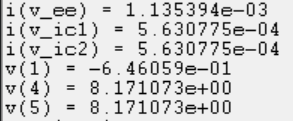 i(v_ee) = 1.135394e-03
i(v_ic1) = 5.630775e-04
i(v_ic2) = 5.630775e-04
v(1) = -6.46059e-01
v(4) = 8.171073e+00
v(5) = 8.171073e+00